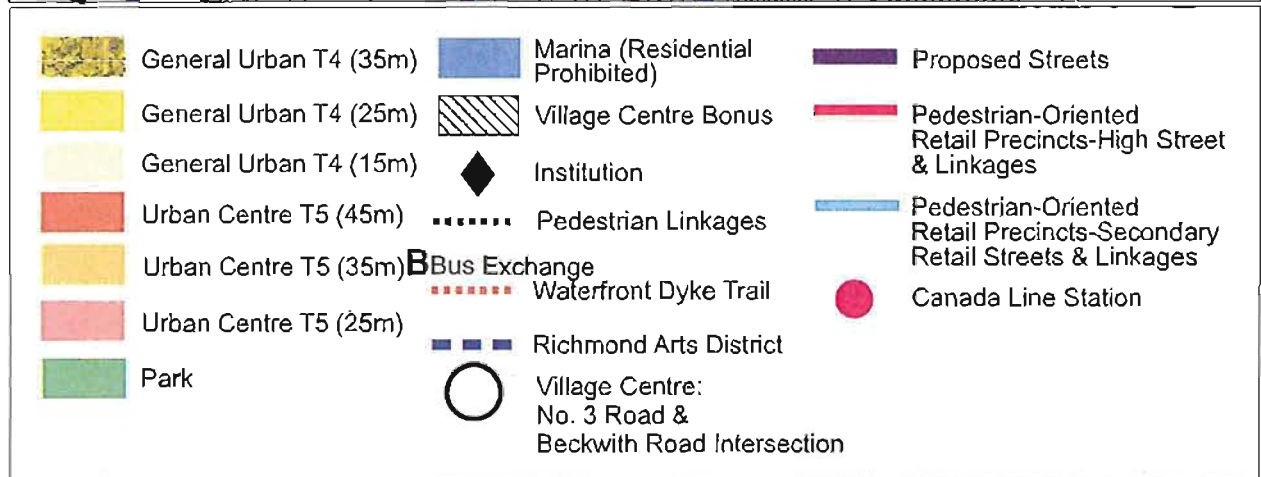 General Urban T4 (35m)
General Urban T4 (25m)
General Urban T4 (15m)
Urban Centre T5 (45m)
Urban Centre T5 (35m)
Urban Centre T5 (25m)
Park
Marina (Residential
Prohibited)
Village Centre Bonus
Institution
Pedestrian Linkages
B Bus Exchange
Waterfront Dyke Trail
Richmond Arts District
Village Centre:
No. 3 Road &
Beckwith Road Intersection
Proposed Streets
Pedestrian-Oriented
Retail Precincts-High Street
& Linkages
Pedestrian-Oriented
Retail Precincts-Secondary
Retail Streets & Linkages
Canada Line Station